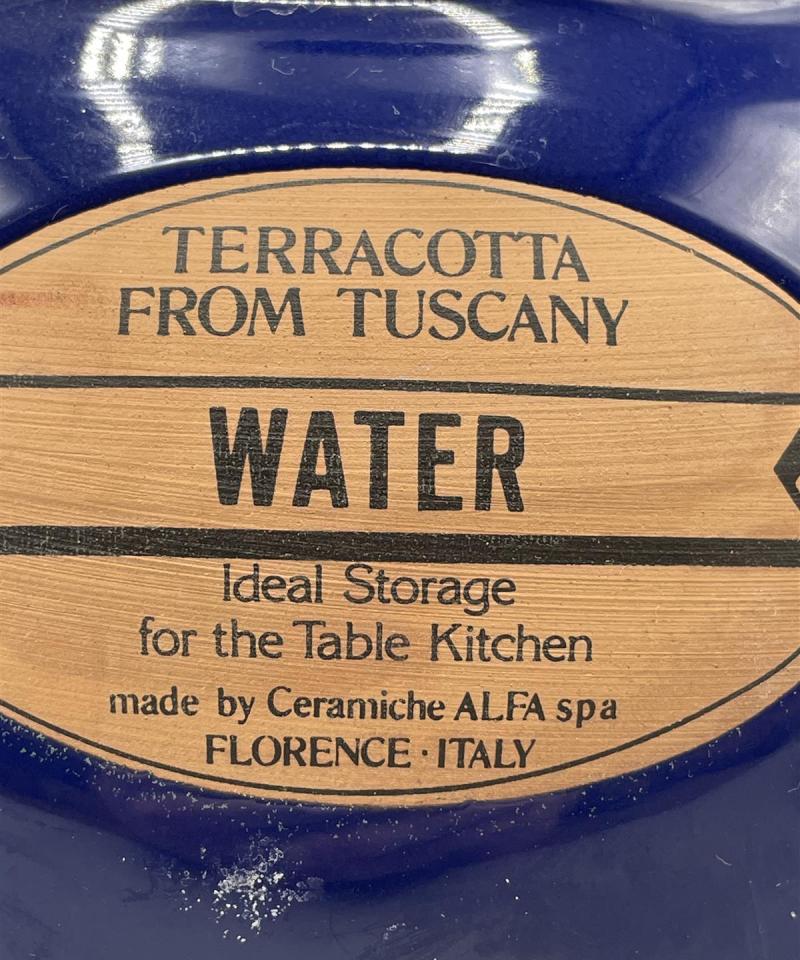 TERRACOTTA
FROM TUSCANY
WATER
Ideal Storage
for the Table Kitchen
made by Ceramiche ALFA spa
FLORENCE · ITALY